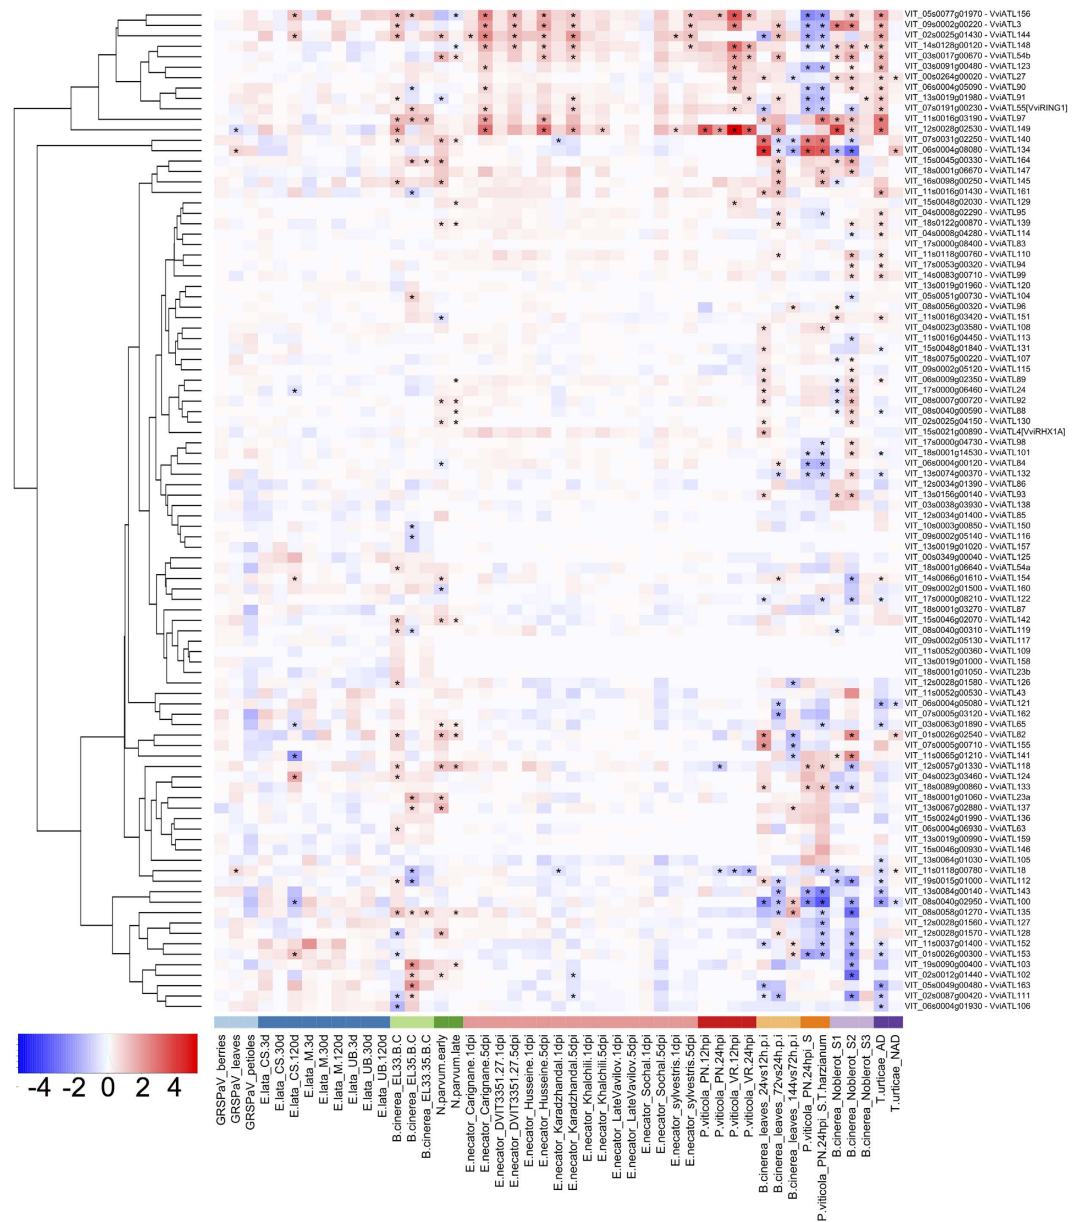 VIT_05s0077g01970 - VviATL156
VIT_09s0002g00220 - VviATL3
VIT_02s0025g01430 - VviATL144
VIT_14s0128g00120 - VviATL148
VIT_03s0017g00670 - VviATL54b
VIT_03s0091g00480 - VviATL123
VIT_00s0264g00020 - VviATL27
VIT_06s0004g05090 - VviATL90
VIT_13s0019g01980 - VviATL91
VIT_07s0191g00230 - VviATL55[VviRING1]
VIT_11s0016g03190 - VviATL97
VIT_12s0028g02530 - VviATL149
VIT_07s0031g02250 - VviATL140
VIT_06s0004g08080 - VviATL134
VIT_15s0045g00330 - VviATL164
VIT_18s0001g06670 - VviATL147
VIT_16s0098g00250 - VviATL145
VIT_11s0016g01430 - VviATL161
VIT_15s0048g02030 - VviATL129
VIT_04s0008g02290 - VviATL95
VIT_18s0122g00870 - VviATL139
VIT_04s0008g04280 - VviATL114
VIT_17s0000g08400 - VviATL83
VIT_11s0118g00760 - VviATL110
VIT_17s0053g00320 - VviATL94
VIT_14s0083g00710 - VviATL99
VIT_13s0019g01960 - VviATL120
VIT_05s0051g00730 - VviATL104
VIT_08s0056g00320 - VviATL96
VIT_11s0016g03420 - VviATL151
VIT_04s0023g03580 - VviATL108
VIT_11s0016g04450 - VviATL113
VIT_15s0048g01840 - VviATL131
VIT_18s0075g00220 - VviATL107
VIT_09s0002g05120 - VviATL115
VIT_06s0009g02350 - VviATL89
VIT_17s0000g06460 - VviATL24
VIT_08s0007g00720 - VviATL92
VIT_08s0040g00590 - VviATL88
VIT_02s0025g04150 - VviATL130
VIT_15s0021g00890 - VviATL4[VviRHX1A]
VIT_17s0000g04730 - VviATL98
VIT_18s0001g14530 - VviATL101
VIT_06s0004g00120 - VviATL84
VIT_13s0074g00370 - VviATL132
VIT_12s0034g01390 - VviATL86
VIT_13s0156g00140 - VviATL93
VIT_03s0038g03930 - VviATL138
VIT_12s0034g01400 - VviATL85
VIT_10s0003g00850 - VviATL150
VIT_09s0002g05140 - VviATL116
VIT_13s0019g01020 - VviATL157
VIT_00s0349g00040 - VviATL125
VIT_18s0001g06640 - VviATL54a
VIT_14s0066g01610 - VviATL154
VIT_09s0002g01500 - VviATL160
VIT_17s0000g08210 - VviATL122
VIT_18s0001g03270 - VviATL87
VIT_15s0046g02070 - VviATL142
VIT_08s0040g00310 - VviATL119
VIT_09s0002g05130 - VviATL117
VIT_11s0052g00360 - VviATL109
VIT_13s0019g01000 - VviATL158
VIT_18s0001g01050 - VviATL23b
VIT_12s0028g01580 - VviATL126
VIT_11s0052g00530 - VviATL43
VIT_06s0004g05080 - VviATL121
VIT_07s0005g03120 - VviATL162
VIT_03s0063g01890 - VviATL65
VIT_01s0026g02540 - VviATL82
VIT_07s0005g00710 - VviATL155
VIT_11s0065g01210 - VviATL141
VIT_12s0057g01330 - VviATL118
VIT_04s0023g03460 - VviATL124
VIT_18s0089g00860 - VviATL133
VIT_18s0001g01060 - VviATL23a
VIT_13s0067g02880 - VviATL137
VIT_15s0024g01990 - VviATL136
VIT_06s0004g06930 - VviATL63
VIT_13s0019g00990 - VviATL159
VIT_15s0046g00930 - VviATL146
VIT_13s0064g01030 - VviATL105
VIT_11s0118g00780 - VviATL18
VIT_19s0015g01000 - VviATL112
VIT_13s0084g00140 - VviATL143
VIT_08s0040g02950 - VviATL100
VIT_08s0058g01270 - VviATL135
VIT_12s0028g01560 - VviATL127
VIT_12s0028g01570 - VviATL128
VIT_11s0037g01400 - VviATL152
VIT_01s0026g00300 - VviATL153
VIT_19s0090g00400 - VviATL103
VIT_02s0012g01440 - VviATL102
VIT_05s0049g00480 - VviATL163
VIT_02s0087g00420 - VviATL111
VIT_06s0004g01930 - VviATL106
-4 -2 0 2 4
GRSPaV_berries
GRSPaV_leaves
GRSPaV_petioles
E.lata_CS.3d
E.lata_CS.30d
E.lata_CS.120d
E.lata_M.3d
E.lata_M.30d
E.lata_M.120d
E.lata_UB.3d
E.lata_UB.30d
E.lata_UB.120d
B.cinerea_EL33.B.C
B.cinerea_EL35.B.C
B.cinerea_EL33.35.B.C
N.parvum.early
N.parvum.late
E.necator_Carignane.1dpi
E.necator_Carignane.5dpi
E.necator_DVIT3351.27.1dpi
E.necator_DVIT3351.27.5dpi
E.necator_Husseine.1dpi
E.necator_Husseine.5dpi
E.necator_Karadzhandal.1dpi
E.necator_Karadzhandal.5dpi
E.necator_Khalchili.1dpi
E.necator_Khalchili.5dpi
E.necator_LateVavilov.1dpi
E.necator_LateVavilov.5dpi
E.necator_Sochal.1dpi
E.necator_Sochal.5dpi
E.necator_sylvestris.1dpi
E.necator_sylvestris.5dpi
P.viticola_PN.12hpi
P.viticola_PN.24hpi
P.viticola_VR.12hpi
P.viticola_VR.24hpi
B.cinerea_leaves_24vs12h.p.i
B.cinerea_leaves_72vs24h.p.i
B.cinerea_leaves_144vs72h.p.i
P.viticola_PN.24hpi_S
P.viticola_PN.24hpi_S.T.harzianum
B.cinerea_Noblerot_S1
B.cinerea_Noblerot_S2
B.cinerea_Noblerot_S3
T.urticae_AD
T.urticae_NAD